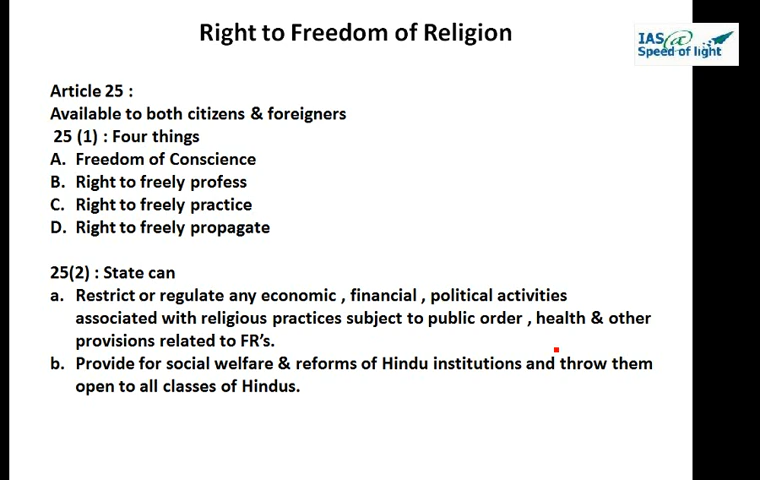 Right to Freedom of Religion
IAS@
Speed of light
Article 25 :
Available to both citizens & foreigners
25 (1) : Four things
A. Freedom of Conscience
B. Right to freely profess
C. Right to freely practice
D. Right to freely propagate
25(2) : State can
a. Restrict or regulate any economic , financial , political activities
associated with religious practices subject to public order , health & other
provisions related to FR's.
b. Provide for social welfare & reforms of Hindu institutions and throw them
open to all classes of Hindus.